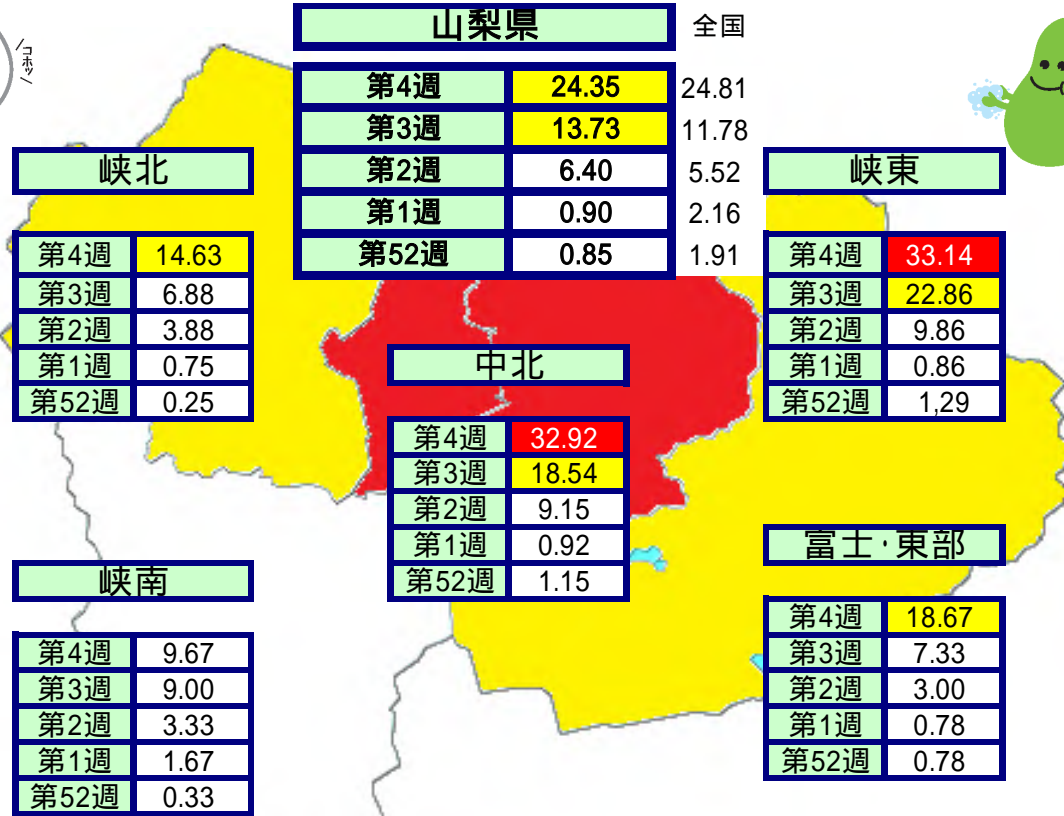 コホッ
山梨県 全国
第4週 24.35 24.81
第3週 13.73 11.78
第2週 6.40 5.52
第1週 0.90 2.16
第52週 0.85 1.91
峡北
第4週 14.63
第3週 6.88
第2週 3.88
第1週 0.75
第52週 0.25
峡東
第4週 33.14
第3週 22.86
第2週 9.86
第1週 0.86
第52週 1,29
中北
第4週 32.92
第3週 18.54
第2週 9.15
第1週 0.92
第52週 1.15
峡南
第4週 9.67
第3週 9.00
第2週 3.33
第1週 1.67
第52週 0.33
富士・東部
第4週 18.67
第3週 7.33
第2週 3.00
第1週 0.78
第52週 0.78